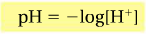 pH = −log[H⁺]